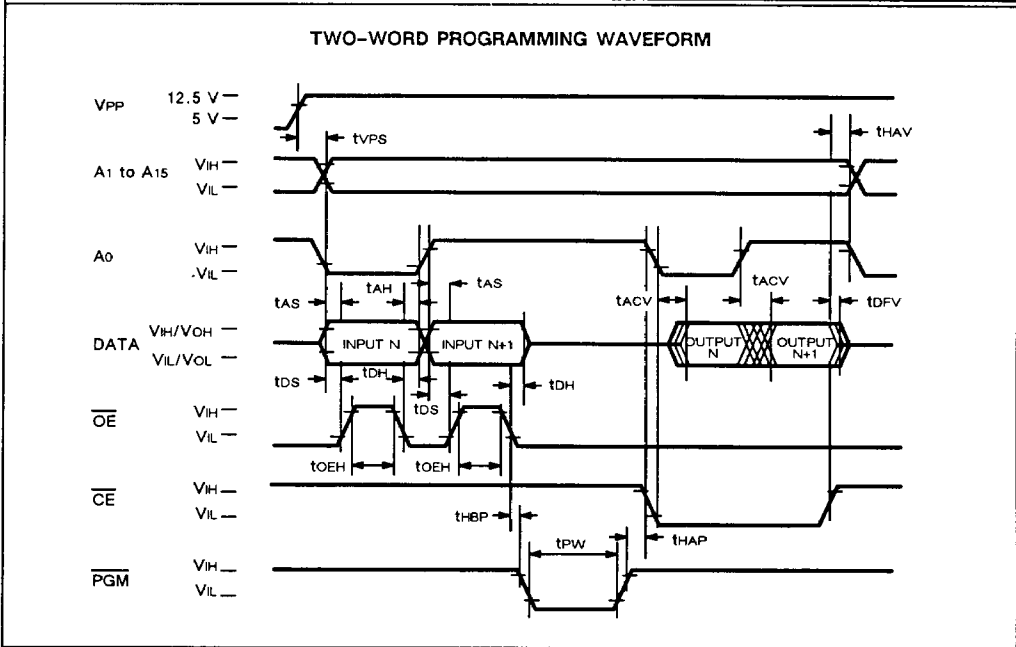 TWO-WORD PROGRAMMING WAVEFORM
VPP 12.5 V
5 V
tVPS tHAV
A1 to A15 VIH
VIL
A0 VIH
VIL
tAS tAH tAS tACV tACV tDFV
DATA VIH/VOH
VIL/VOL
INPUT N INPUT N+1 OUTPUT N OUTPUT N+1
tDS tDH tDS tDH
OE VIH
VIL
tOEH tOEH
CE VIH
VIL
tHBP tPW tHAP
PGM VIH
VIL